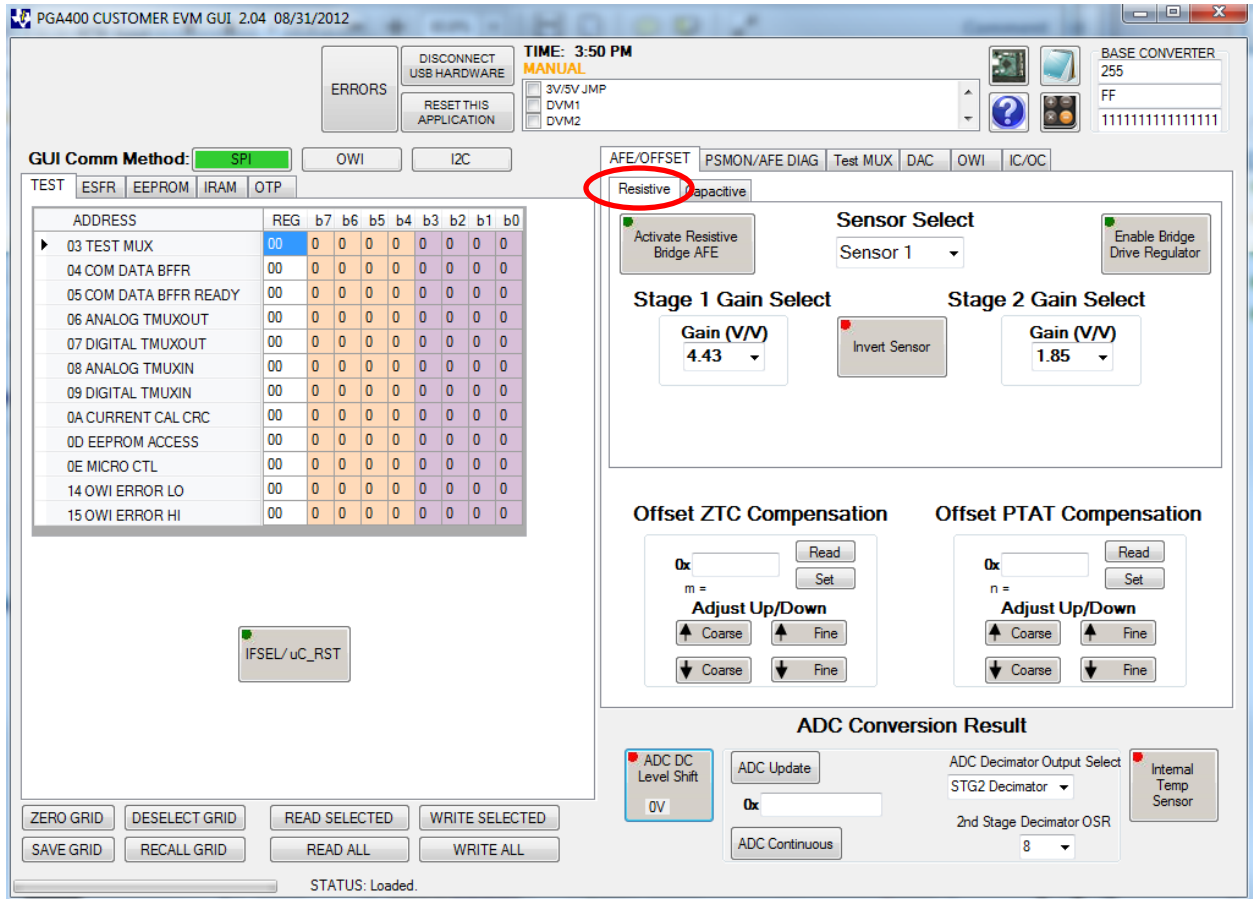 PGA400 CUSTOMER EVM GUI 2.04 08/31/2012
ERRORS
DISCONNECT
USB HARDWARE
RESET THIS
APPLICATION
TIME: 3:50 PM
MANUAL
3V/5V JMP
DVM1
DVM2
BASE CONVERTER
255
FF
1111111111111111
GUI Comm Method: SPI OWI I2C
TEST ESFR EEPROM IRAM OTP
ADDRESS REG b7 b6 b5 b4 b3 b2 b1 b0
03 TEST MUX 00 0 0 0 0 0 0 0 0
04 COM DATA BFFR 00 0 0 0 0 0 0 0 0
05 COM DATA BFFR READY 00 0 0 0 0 0 0 0 0
06 ANALOG TMUXOUT 00 0 0 0 0 0 0 0 0
07 DIGITAL TMUXOUT 00 0 0 0 0 0 0 0 0
08 ANALOG TMUXIN 00 0 0 0 0 0 0 0 0
09 DIGITAL TMUXIN 00 0 0 0 0 0 0 0 0
0A CURRENT CAL CRC 00 0 0 0 0 0 0 0 0
0D EEPROM ACCESS 00 0 0 0 0 0 0 0 0
0E MICRO CTL 00 0 0 0 0 0 0 0 0
14 OWI ERROR LO 00 0 0 0 0 0 0 0 0
15 OWI ERROR HI 00 0 0 0 0 0 0 0 0
IFSEL/ uC_RST
ZERO GRID DESELECT GRID READ SELECTED WRITE SELECTED
SAVE GRID RECALL GRID READ ALL WRITE ALL
STATUS: Loaded.
AFE/OFFSET PSMON/AFE DIAG Test MUX DAC OWI IC/OC
Resistive Capacitive
Activate Resistive
Bridge AFE
Sensor Select
Sensor 1
Enable Bridge
Drive Regulator
Stage 1 Gain Select
Gain (V/V)
4.43
Invert Sensor
Stage 2 Gain Select
Gain (V/V)
1.85
Offset ZTC Compensation
0x Read
m = Set
Adjust Up/Down
Coarse Fine
Coarse Fine
Offset PTAT Compensation
0x Read
n = Set
Adjust Up/Down
Coarse Fine
Coarse Fine
ADC Conversion Result
ADC DC
Level Shift
0V
ADC Update
0x
ADC Continuous
ADC Decimator Output Select
STG2 Decimator
2nd Stage Decimator OSR
8
Internal
Temp
Sensor